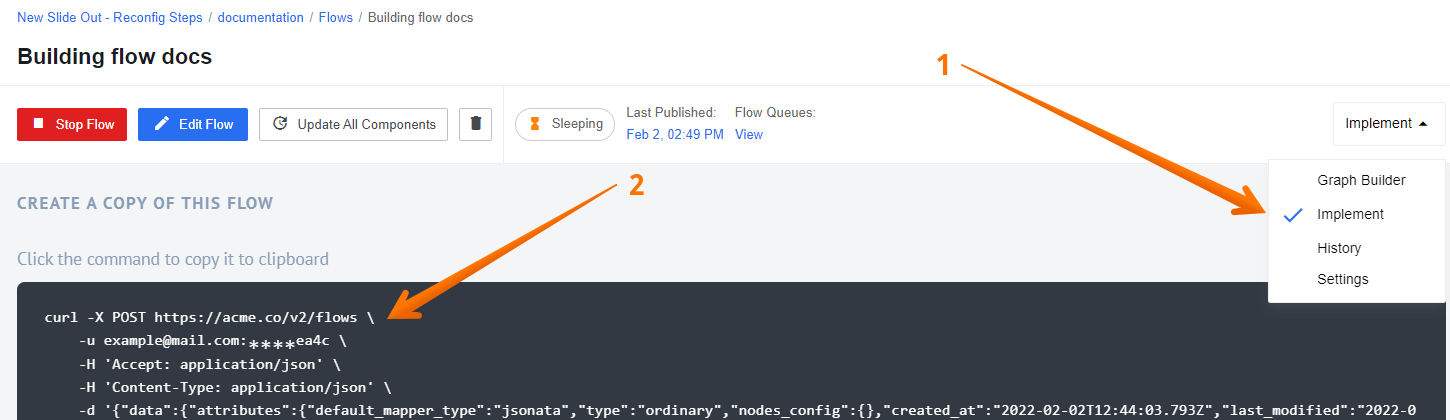 New Slide Out - Reconfig Steps / documentation / Flows / Building flow docs
Building flow docs
1
Stop Flow
Edit Flow
Update All Components
Sleeping
Last Published:
Feb 2, 02:49 PM
Flow Queues:
View
Implement
Graph Builder
Implement
History
Settings
2
CREATE A COPY OF THIS FLOW
Click the command to copy it to clipboard
curl -X POST https://acme.co/v2/flows \
-u example@mail.com:****ea4c \
-H 'Accept: application/json' \
-H 'Content-Type: application/json' \
-d '{"data":{"attributes":{"default_mapper_type":"jsonata","type":"ordinary","nodes_config":{},"created_at":"2022-02-02T12:44:03.793Z","last_modified":"2022-0